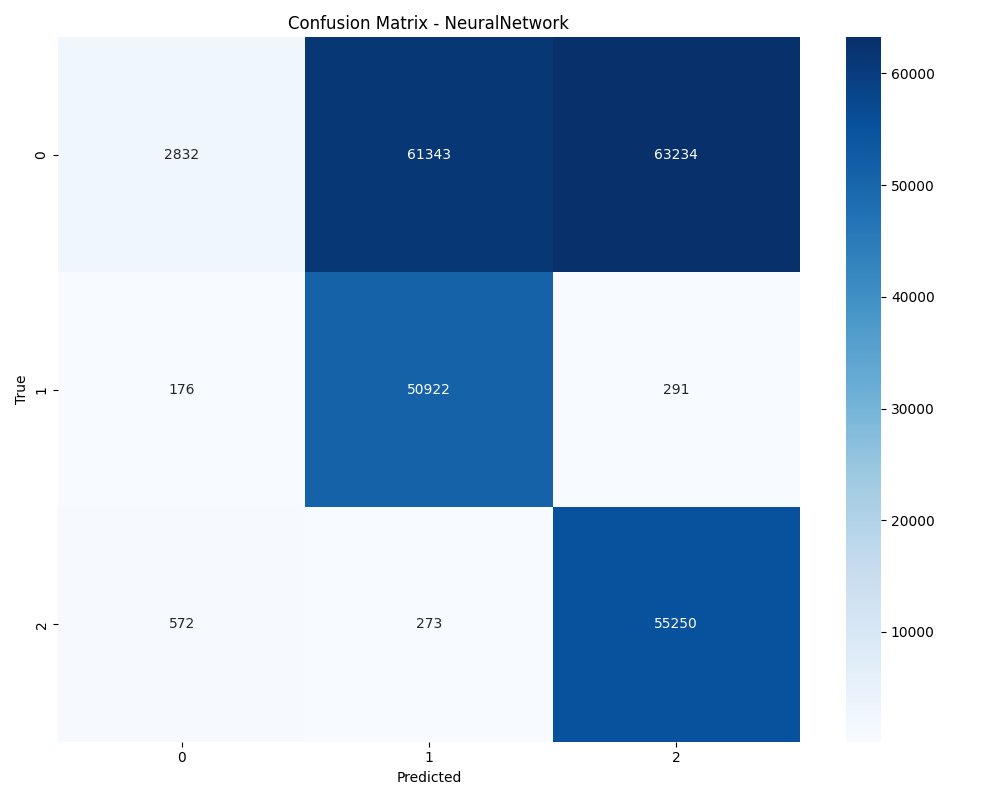 Confusion Matrix - NeuralNetwork
True
0
2832 61343 63234
1
176 50922 291
2
572 273 55250
0 1 2
Predicted
60000
50000
40000
30000
20000
10000